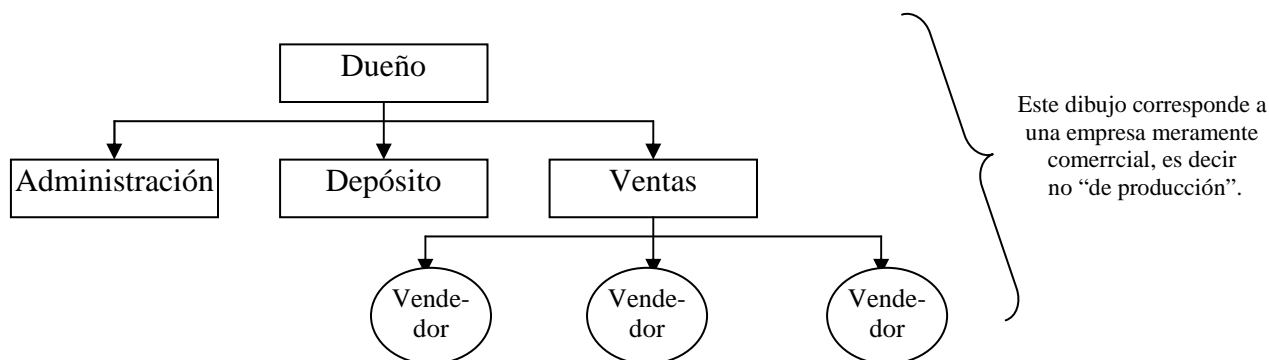 Dueño
Este dibujo corresponde a
una empresa meramente
comerrcial, es decir
no “de producción”.
Administración
Depósito
Ventas
Vende-
dor
Vende-
dor
Vende-
dor